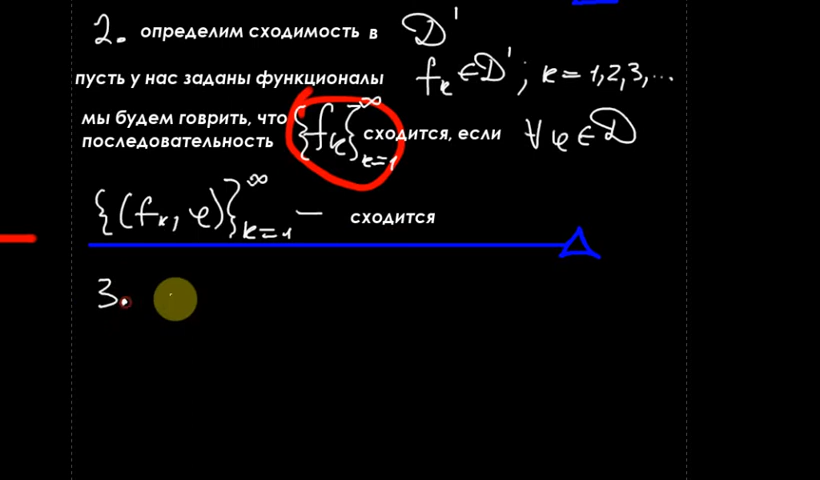 2. определим сходимость в D'
пусть у нас заданы функционалы f_k ∈ D' ; k = 1,2,3,...
мы будем говрить, что
последовательность {f_k}_{k=1}^∞ сходится, если ∀ φ ∈ D
{(f_k, φ)}_{k=1}^∞ – сходится
3.